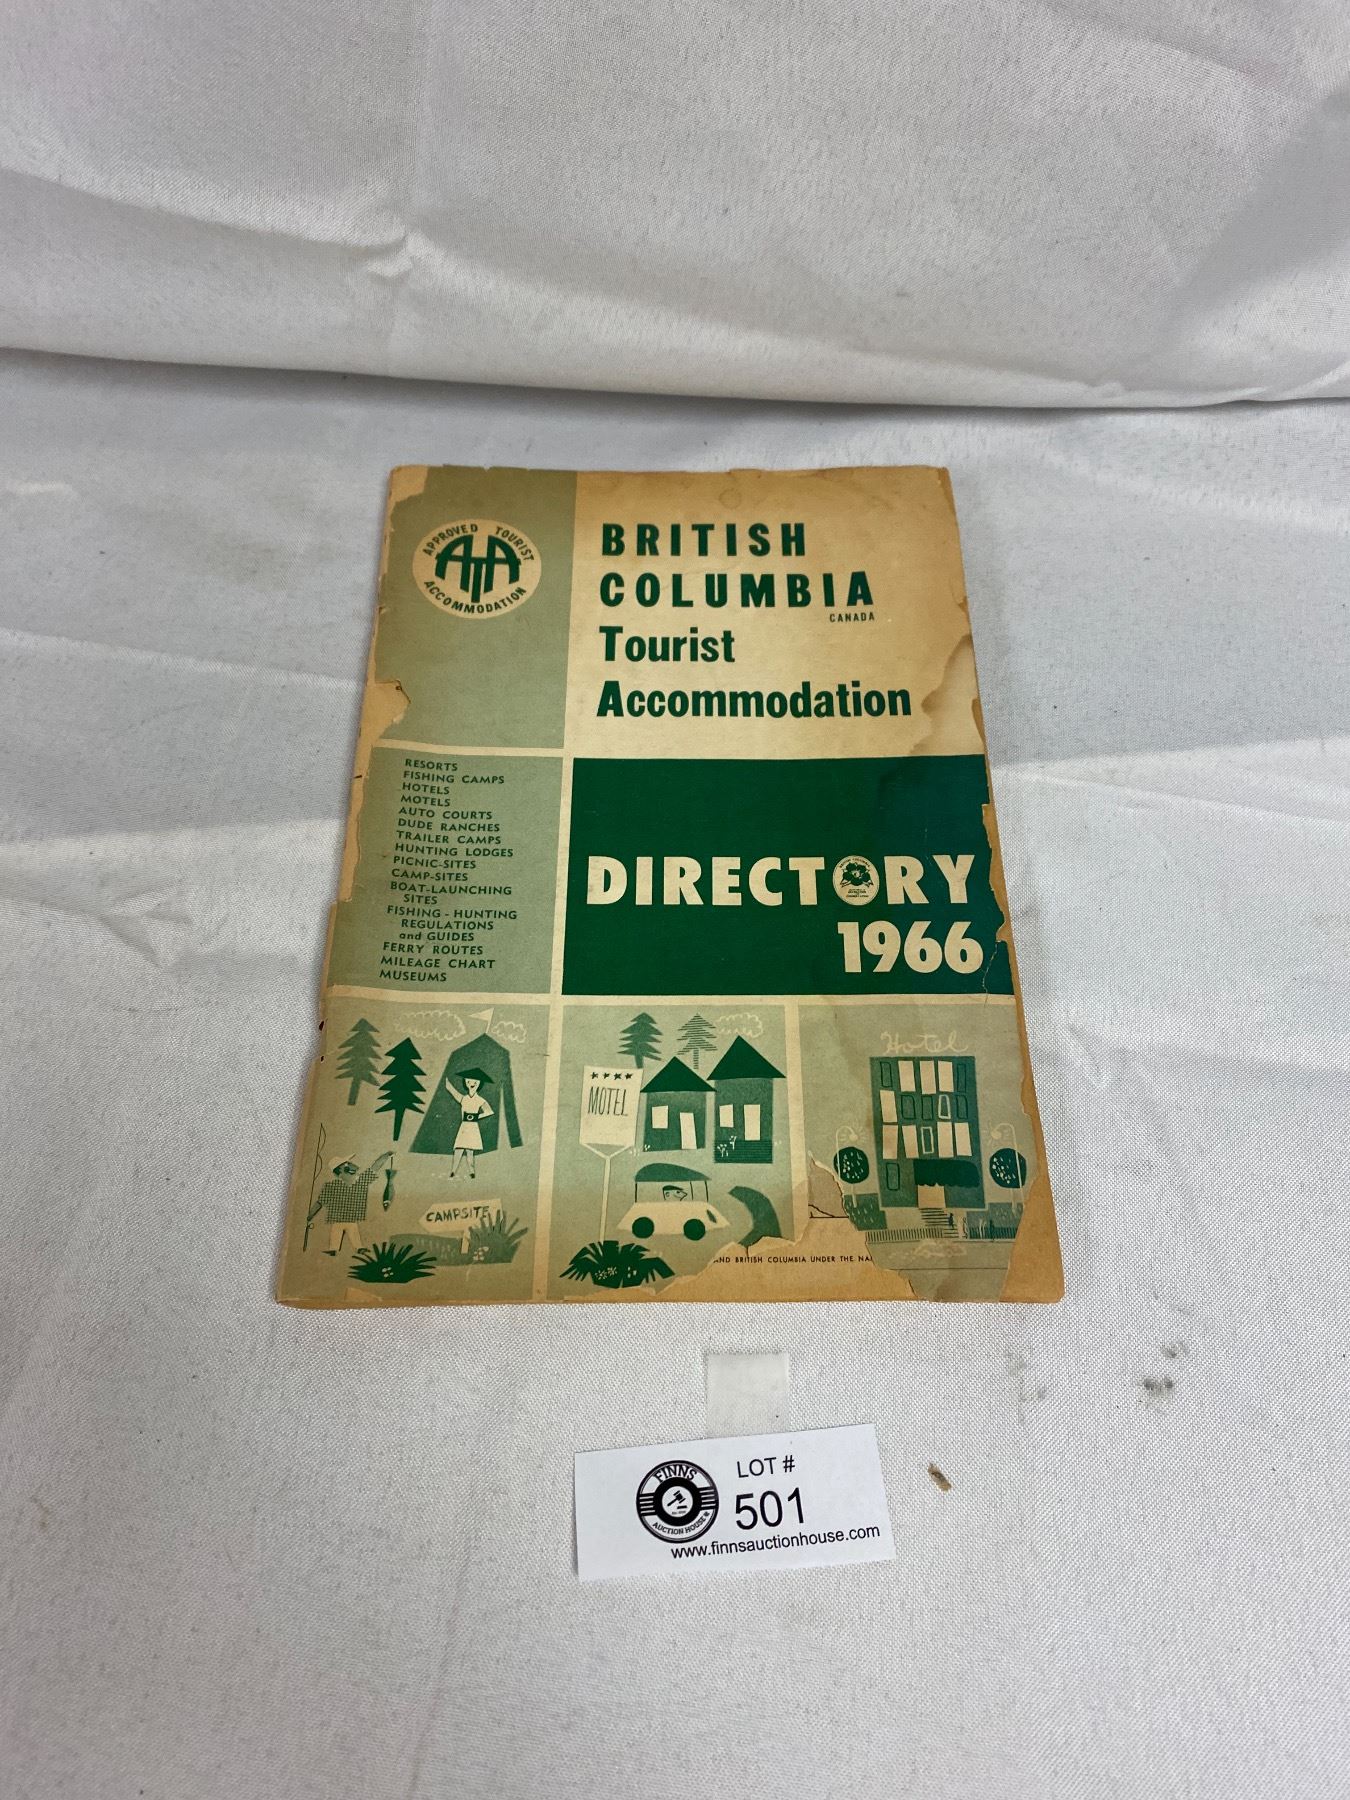 APPROVED TOURIST
ATA
ACCOMMODATION
BRITISH
COLUMBIA
CANADA
Tourist
Accommodation
RESORTS
FISHING CAMPS
HOTELS
MOTELS
AUTO COURTS
DUDE RANCHES
TRAILER CAMPS
HUNTING LODGES
PICNIC-SITES
CAMP-SITES
BOAT-LAUNCHING
SITES
FISHING - HUNTING
REGULATIONS
and GUIDES
FERRY ROUTES
MILEAGE CHART
MUSEUMS
DIRECTORY
1966
MOTEL
Hotel
CAMPSITE
AND BRITISH COLUMBIA UNDER THE
FINNS
AUCTION HOUSE
LOT #
501
www.finnsauctionhouse.com